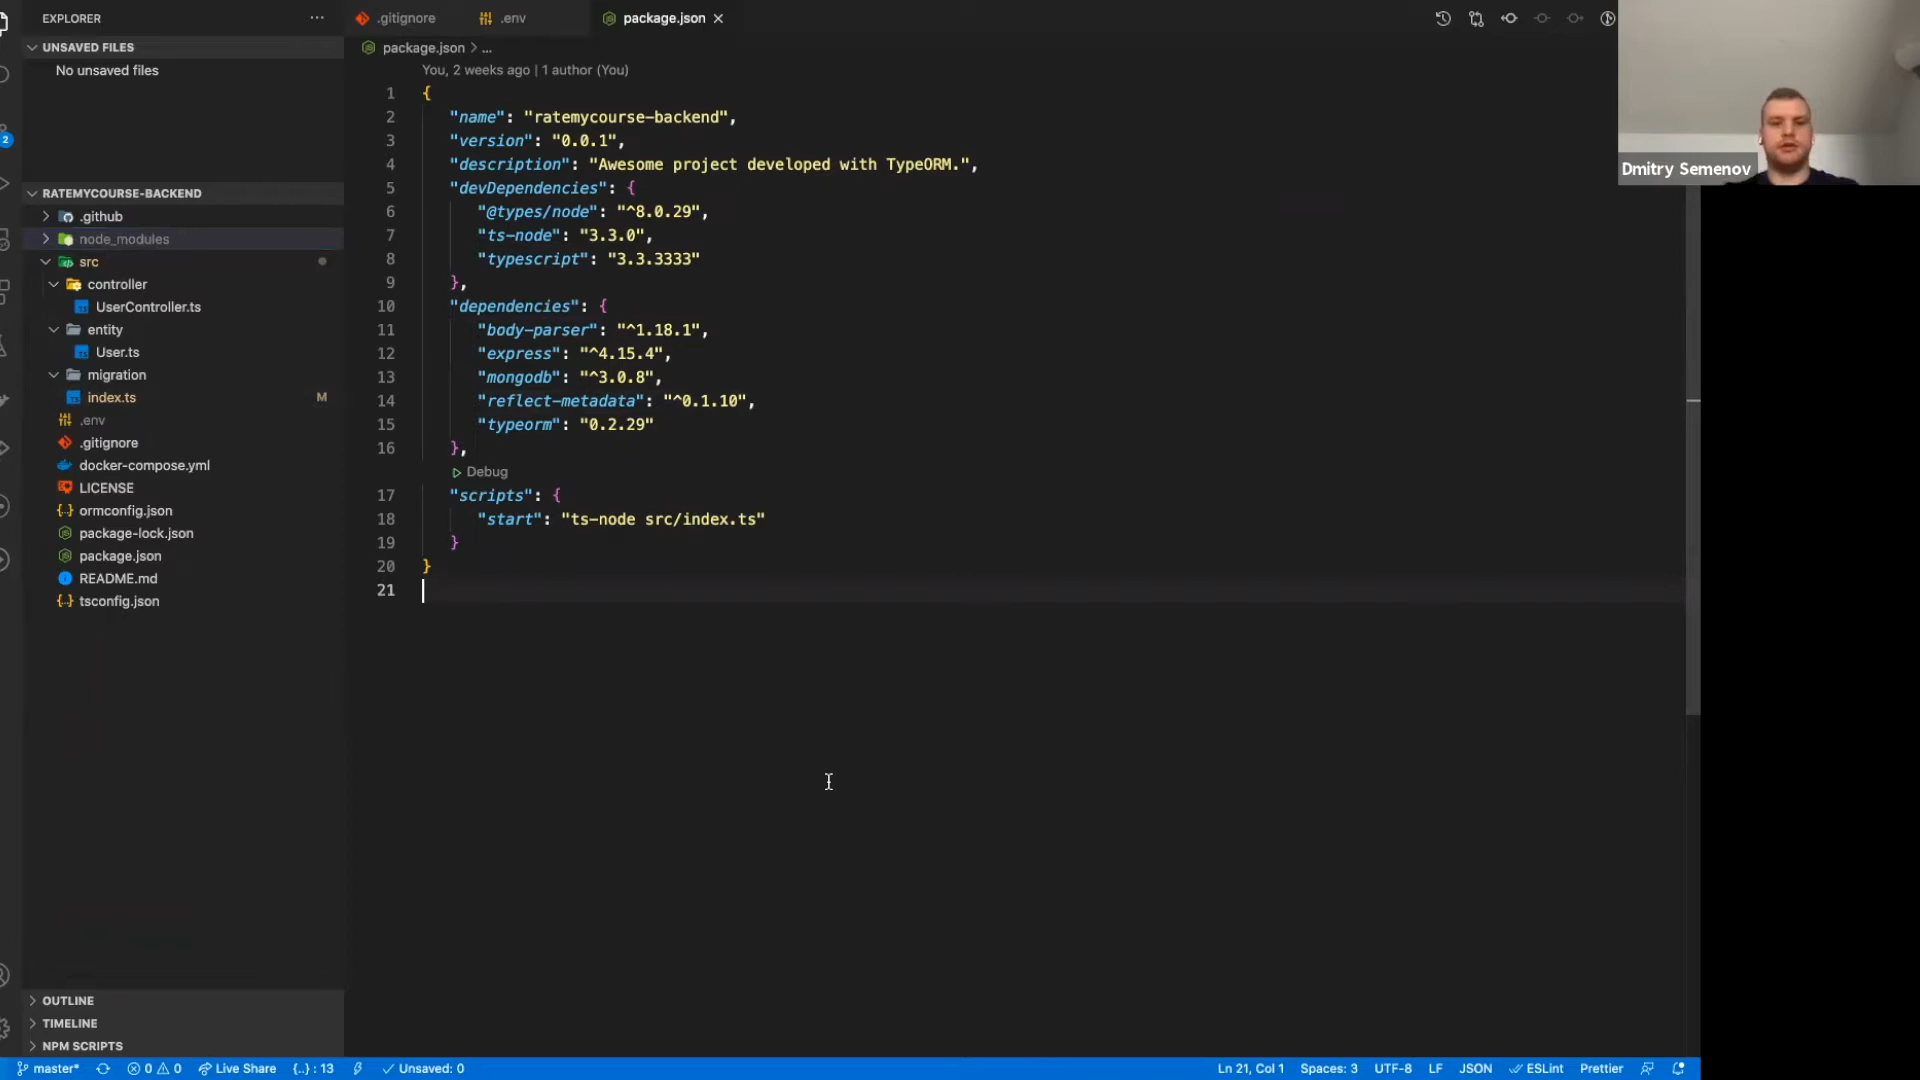 EXPLORER
UNSAVED FILES
No unsaved files
2
RATEMYCOURSE-BACKEND
.github
node_modules
src
controller
UserController.ts
entity
User.ts
migration
index.ts M
.env
.gitignore
docker-compose.yml
LICENSE
ormconfig.json
package-lock.json
package.json
README.md
tsconfig.json
OUTLINE
TIMELINE
NPM SCRIPTS
.gitignore .env package.json
package.json > ...
You, 2 weeks ago | 1 author (You)
1 {
2 "name": "ratemycourse-backend",
3 "version": "0.0.1",
4 "description": "Awesome project developed with TypeORM.",
5 "devDependencies": {
6 "@types/node": "^8.0.29",
7 "ts-node": "3.3.0",
8 "typescript": "3.3.3333"
9 },
10 "dependencies": {
11 "body-parser": "^1.18.1",
12 "express": "^4.15.4",
13 "mongodb": "^3.0.8",
14 "reflect-metadata": "^0.1.10",
15 "typeorm": "0.2.29"
16 },
Debug
17 "scripts": {
18 "start": "ts-node src/index.ts"
19 }
20 }
21
Dmitry Semenov
master* 0 0 Live Share {..} : 13 Unsaved: 0 Ln 21, Col 1 Spaces: 3 UTF-8 LF JSON ESLint Prettier